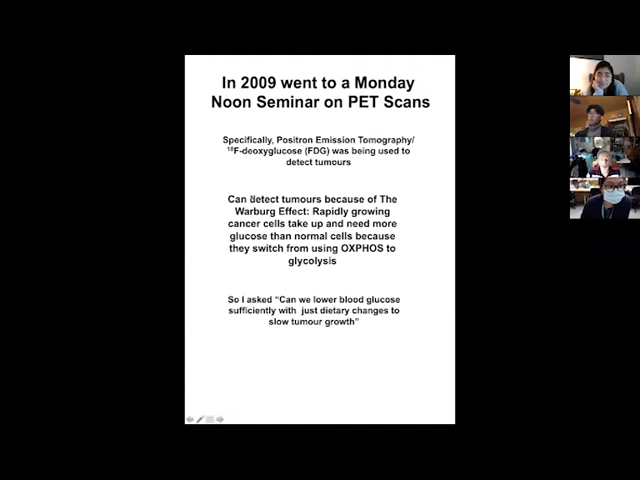 In 2009 went to a Monday
Noon Seminar on PET Scans
Specifically, Positron Emission Tomography/
18F-deoxyglucose (FDG) was being used to
detect tumours
Can detect tumours because of The
Warburg Effect: Rapidly growing
cancer cells take up and need more
glucose than normal cells because
they switch from using OXPHOS to
glycolysis
So I asked “Can we lower blood glucose
sufficiently with just dietary changes to
slow tumour growth”